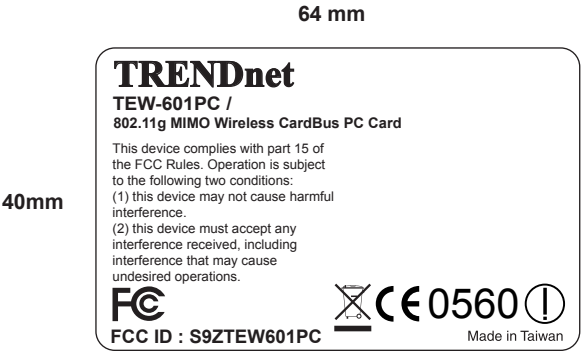 64 mm
TRENDnet
TEW-601PC /
802.11g MIMO Wireless CardBus PC Card
This device complies with part 15 of
the FCC Rules. Operation is subject
to the following two conditions:
(1) this device may not cause harmful
interference.
(2) this device must accept any
interference received, including
interference that may cause
undesired operations.
40mm
FC CE 0560
FCC ID : S9ZTEW601PC
Made in Taiwan